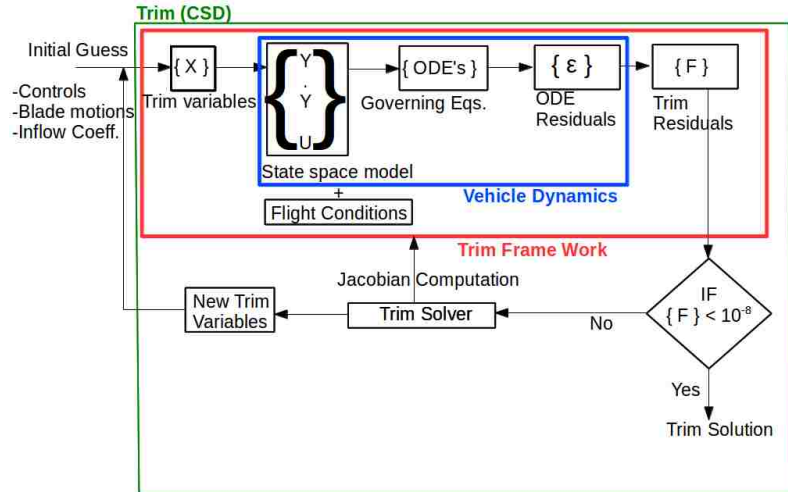 Trim (CSD)
Initial Guess
-Controls
-Blade motions
-Inflow Coeff.
{ X }
Trim variables
{ Y
.
Y
U }
State space model
+
Flight Conditions
{ ODE's }
Governing Eqs.
{ ε }
ODE
Residuals
{ F }
Trim
Residuals
Vehicle Dynamics
Trim Frame Work
Jacobian Computation
New Trim
Variables
Trim Solver
No
IF
{ F } < 10⁻⁸
Yes
Trim Solution